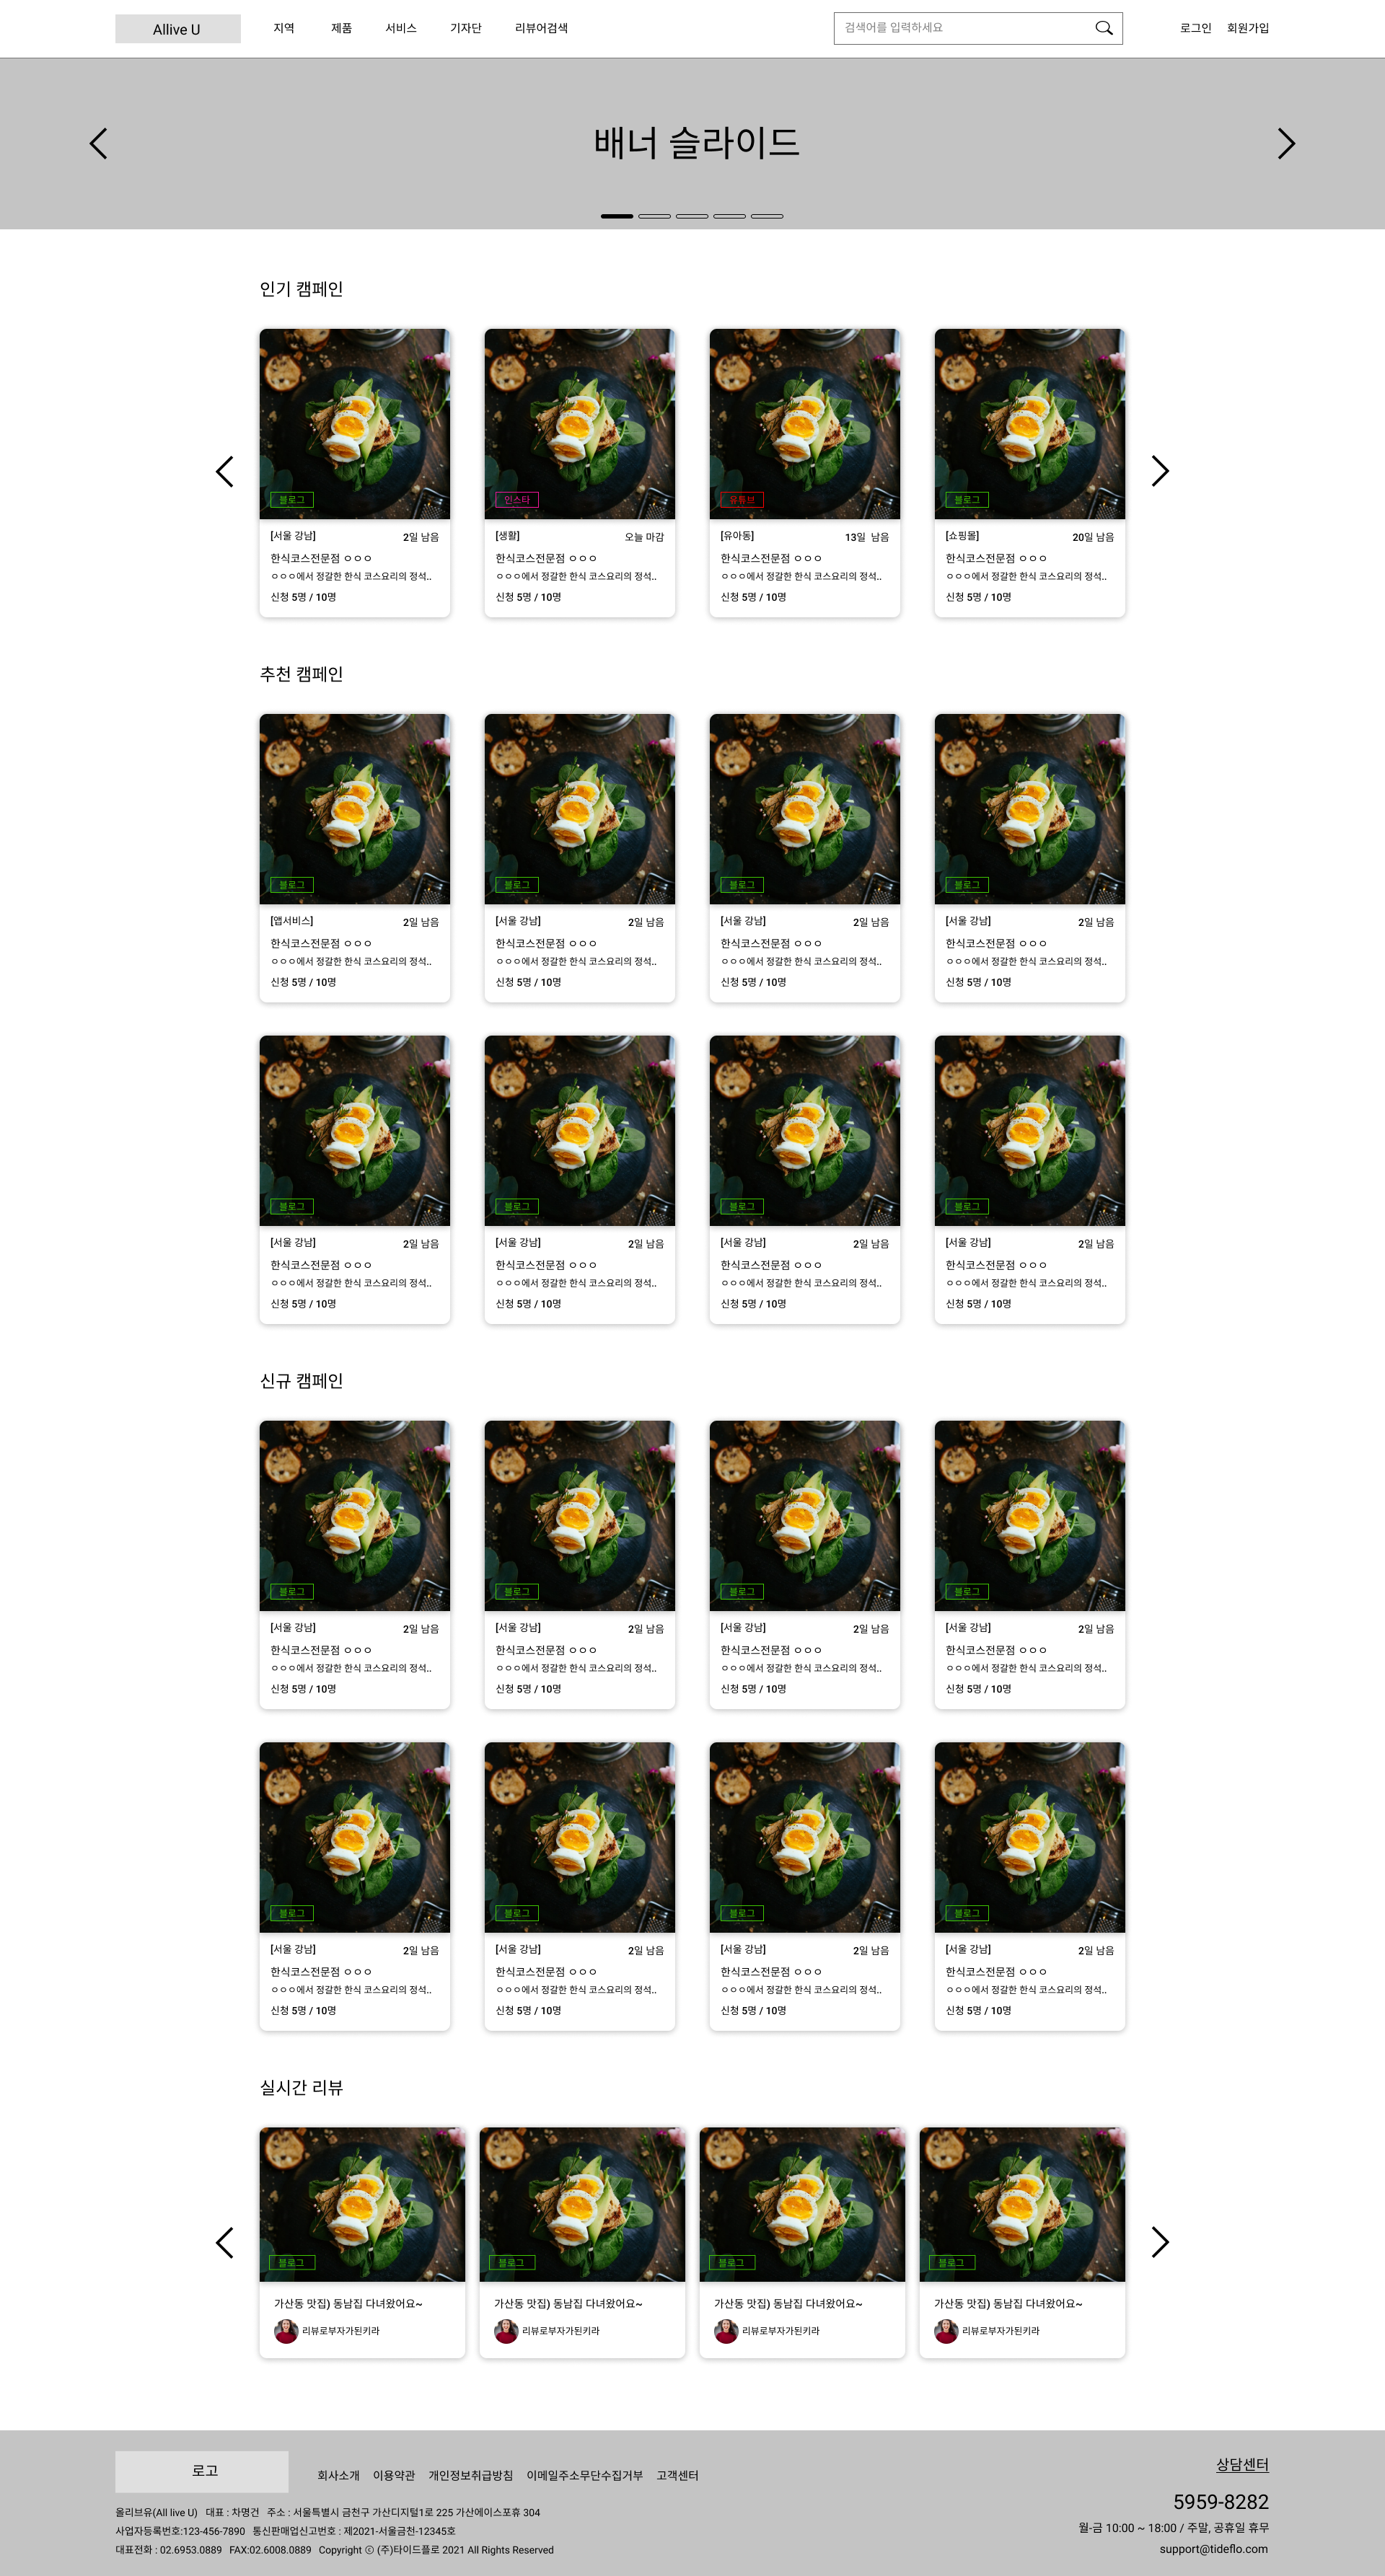 Allive U 지역 제품 서비스 기자단 리뷰어검색 검색어를 입력하세요 로그인 회원가입
배너 슬라이드
인기 캠페인
블로그 인스타 유튜브 블로그
[서울 강남] 2일 남음 [생활] 오늘 마감 [유아동] 13일 남음 [쇼핑몰] 20일 남음
한식코스전문점 ㅇㅇㅇ 한식코스전문점 ㅇㅇㅇ 한식코스전문점 ㅇㅇㅇ 한식코스전문점 ㅇㅇㅇ
ㅇㅇㅇ에서 정갈한 한식 코스요리의 정석.. ㅇㅇㅇ에서 정갈한 한식 코스요리의 정석.. ㅇㅇㅇ에서 정갈한 한식 코스요리의 정석.. ㅇㅇㅇ에서 정갈한 한식 코스요리의 정석..
신청 5명 / 10명 신청 5명 / 10명 신청 5명 / 10명 신청 5명 / 10명
추천 캠페인
블로그 블로그 블로그 블로그
[앱서비스] 2일 남음 [서울 강남] 2일 남음 [서울 강남] 2일 남음 [서울 강남] 2일 남음
한식코스전문점 ㅇㅇㅇ 한식코스전문점 ㅇㅇㅇ 한식코스전문점 ㅇㅇㅇ 한식코스전문점 ㅇㅇㅇ
ㅇㅇㅇ에서 정갈한 한식 코스요리의 정석.. ㅇㅇㅇ에서 정갈한 한식 코스요리의 정석.. ㅇㅇㅇ에서 정갈한 한식 코스요리의 정석.. ㅇㅇㅇ에서 정갈한 한식 코스요리의 정석..
신청 5명 / 10명 신청 5명 / 10명 신청 5명 / 10명 신청 5명 / 10명
블로그 블로그 블로그 블로그
[서울 강남] 2일 남음 [서울 강남] 2일 남음 [서울 강남] 2일 남음 [서울 강남] 2일 남음
한식코스전문점 ㅇㅇㅇ 한식코스전문점 ㅇㅇㅇ 한식코스전문점 ㅇㅇㅇ 한식코스전문점 ㅇㅇㅇ
ㅇㅇㅇ에서 정갈한 한식 코스요리의 정석.. ㅇㅇㅇ에서 정갈한 한식 코스요리의 정석.. ㅇㅇㅇ에서 정갈한 한식 코스요리의 정석.. ㅇㅇㅇ에서 정갈한 한식 코스요리의 정석..
신청 5명 / 10명 신청 5명 / 10명 신청 5명 / 10명 신청 5명 / 10명
신규 캠페인
블로그 블로그 블로그 블로그
[서울 강남] 2일 남음 [서울 강남] 2일 남음 [서울 강남] 2일 남음 [서울 강남] 2일 남음
한식코스전문점 ㅇㅇㅇ 한식코스전문점 ㅇㅇㅇ 한식코스전문점 ㅇㅇㅇ 한식코스전문점 ㅇㅇㅇ
ㅇㅇㅇ에서 정갈한 한식 코스요리의 정석.. ㅇㅇㅇ에서 정갈한 한식 코스요리의 정석.. ㅇㅇㅇ에서 정갈한 한식 코스요리의 정석.. ㅇㅇㅇ에서 정갈한 한식 코스요리의 정석..
신청 5명 / 10명 신청 5명 / 10명 신청 5명 / 10명 신청 5명 / 10명
블로그 블로그 블로그 블로그
[서울 강남] 2일 남음 [서울 강남] 2일 남음 [서울 강남] 2일 남음 [서울 강남] 2일 남음
한식코스전문점 ㅇㅇㅇ 한식코스전문점 ㅇㅇㅇ 한식코스전문점 ㅇㅇㅇ 한식코스전문점 ㅇㅇㅇ
ㅇㅇㅇ에서 정갈한 한식 코스요리의 정석.. ㅇㅇㅇ에서 정갈한 한식 코스요리의 정석.. ㅇㅇㅇ에서 정갈한 한식 코스요리의 정석.. ㅇㅇㅇ에서 정갈한 한식 코스요리의 정석..
신청 5명 / 10명 신청 5명 / 10명 신청 5명 / 10명 신청 5명 / 10명
실시간 리뷰
블로그 블로그 블로그 블로그
가산동 맛집) 동남집 다녀왔어요~ 가산동 맛집) 동남집 다녀왔어요~ 가산동 맛집) 동남집 다녀왔어요~ 가산동 맛집) 동남집 다녀왔어요~
리뷰로부자가된키라 리뷰로부자가된키라 리뷰로부자가된키라 리뷰로부자가된키라
로고 회사소개 이용약관 개인정보취급방침 이메일주소무단수집거부 고객센터
올리브유(All live U) 대표 : 차명건 주소 : 서울특별시 금천구 가산디지털1로 225 가산에이스포휴 304
사업자등록번호:123-456-7890 통신판매업신고번호 : 제2021-서울금천-12345호
대표전화 : 02.6953.0889 FAX:02.6008.0889 Copyright ⓒ (주)타이드플로 2021 All Rights Reserved
상담센터
5959-8282
월-금 10:00 ~ 18:00 / 주말, 공휴일 휴무
support@tideflo.com